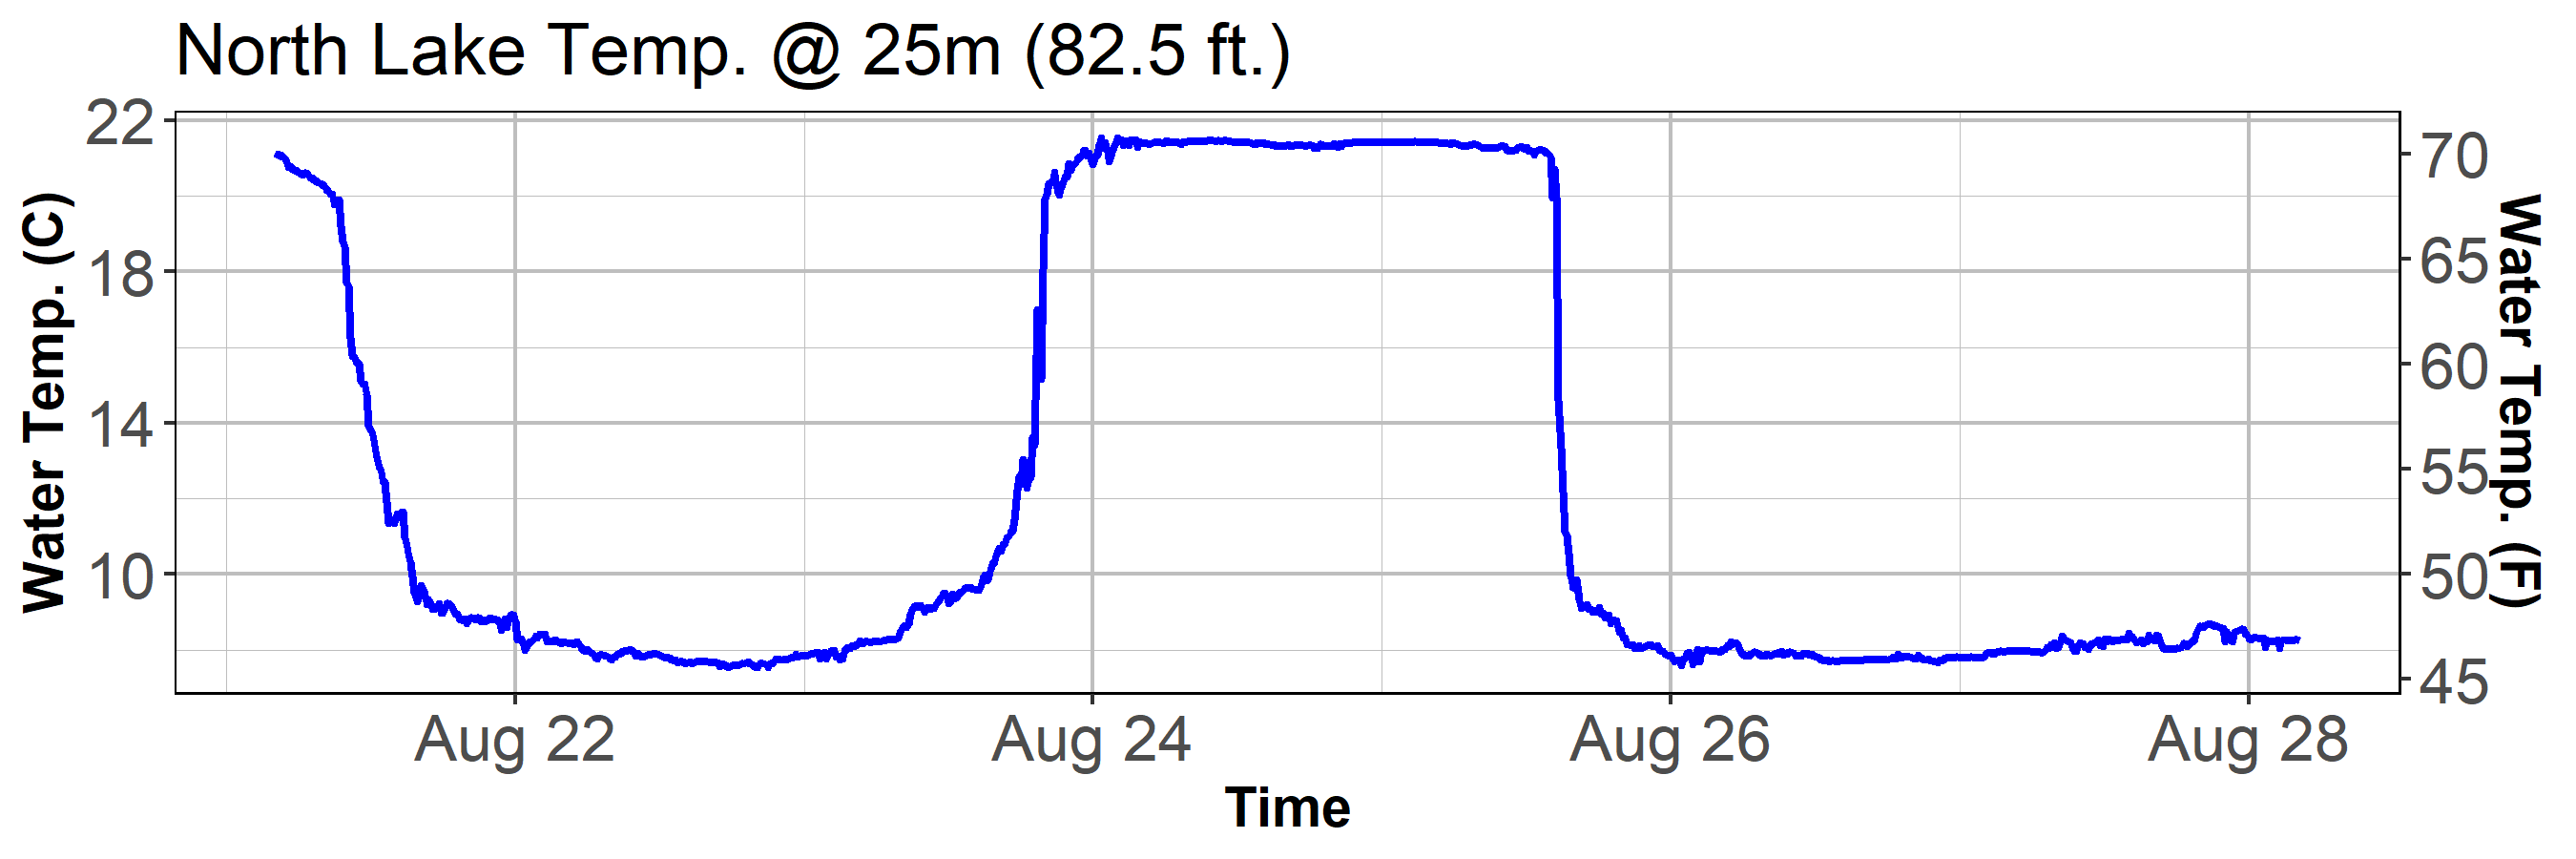 North Lake Temp. @ 25m (82.5 ft.)
Water Temp. (C)
22
18
14
10
70
65
60
55
50
45
Water Temp. (F)
Aug 22 Aug 24 Aug 26 Aug 28
Time